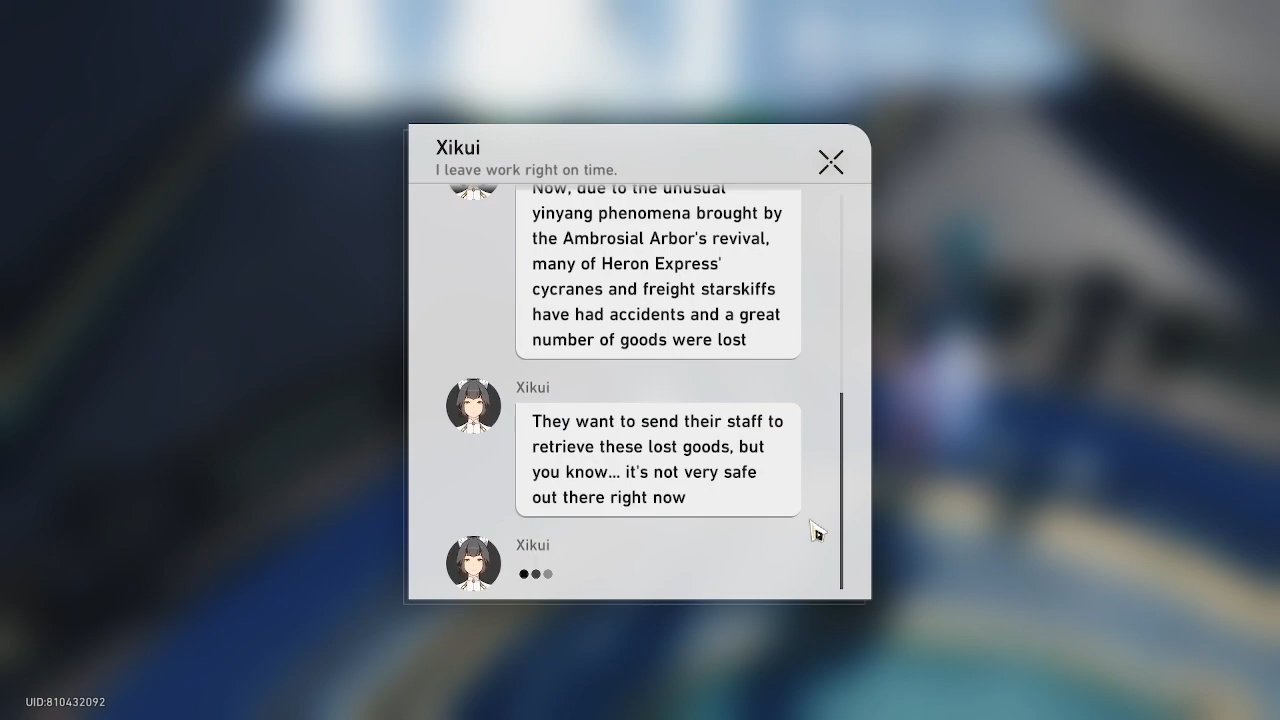 Xikui
I leave work right on time.
Now, due to the unusual
yinyang phenomena brought by
the Ambrosial Arbor's revival,
many of Heron Express'
cycranes and freight starskiffs
have had accidents and a great
number of goods were lost
Xikui
They want to send their staff to
retrieve these lost goods, but
you know... it's not very safe
out there right now
Xikui
UID:810432092